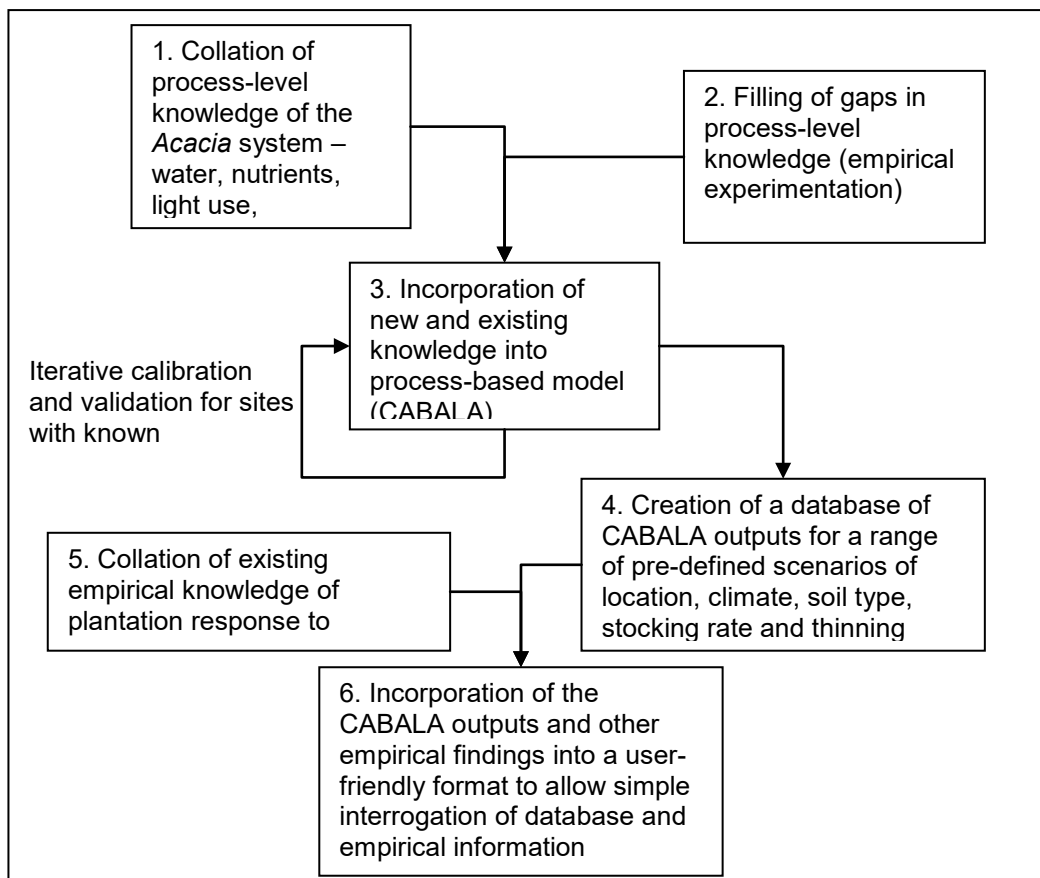 1. Collation of
process-level
knowledge of the
Acacia system –
water, nutrients,
light use,
2. Filling of gaps in
process-level
knowledge (empirical
experimentation)
3. Incorporation of
new and existing
knowledge into
process-based model
(CABALA)
Iterative calibration
and validation for sites
with known
4. Creation of a database of
CABALA outputs for a range
of pre-defined scenarios of
location, climate, soil type,
stocking rate and thinning
5. Collation of existing
empirical knowledge of
plantation response to
6. Incorporation of the
CABALA outputs and other
empirical findings into a user-
friendly format to allow simple
interrogation of database and
empirical information